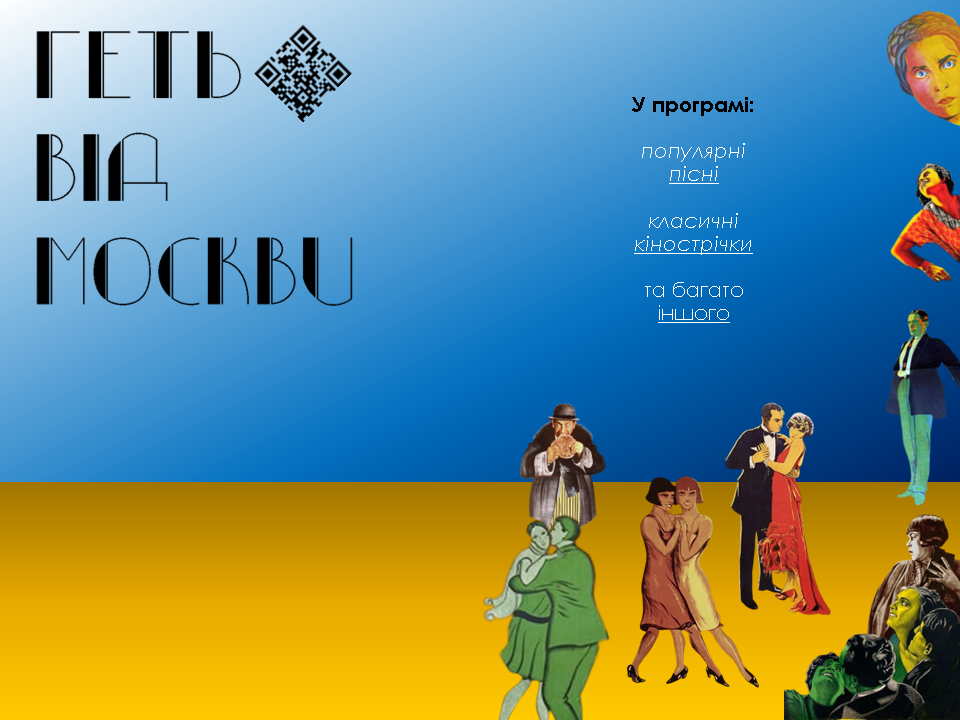 ГЕТЬ
ВІД
МОСКВИ
У програмі:
популярні
пісні
класичні
кінострічки
та багато
іншого